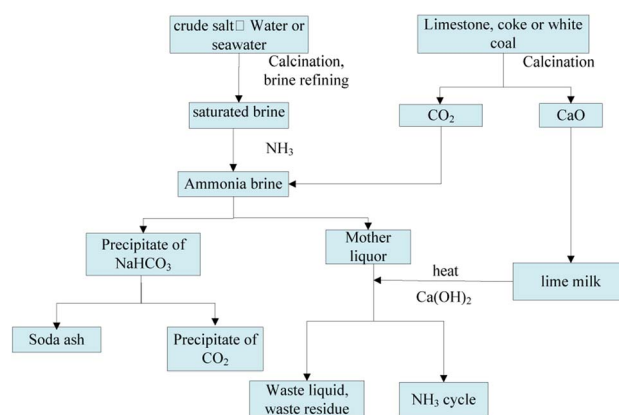 crude salt□ Water or
seawater
Limestone, coke or white
coal
Calcination,
brine refining
Calcination
saturated brine
CO₂
CaO
NH₃
Ammonia brine
Precipitate of
NaHCO₃
Mother
liquor
heat
Ca(OH)₂
lime milk
Soda ash
Precipitate of
CO₂
Waste liquid,
waste residue
NH₃ cycle